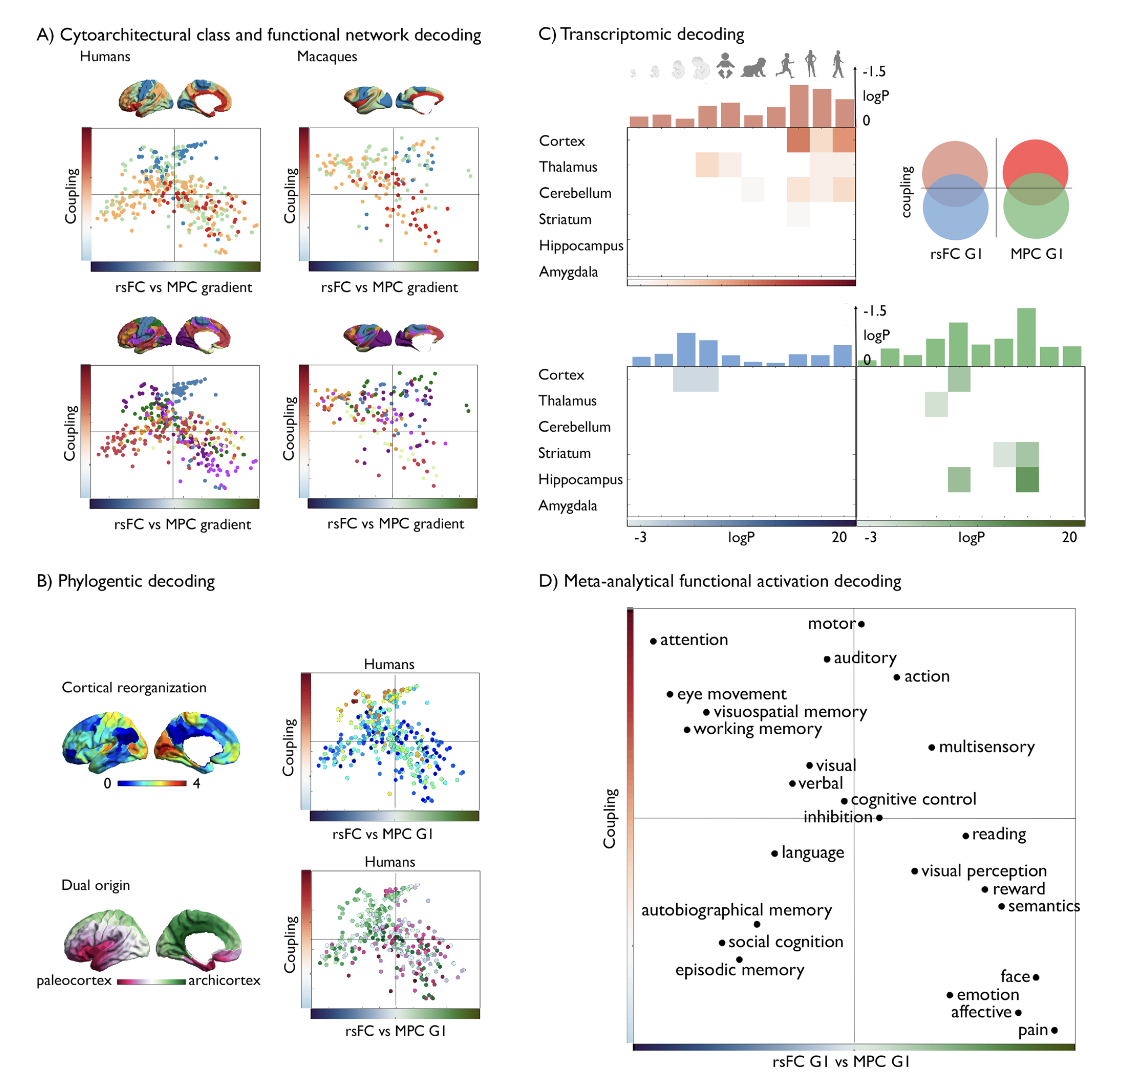 A) Cytoarchitectural class and functional network decoding
Humans
Macaques
Coupling
rsFC vs MPC gradient
Coupling
rsFC vs MPC gradient
Coupling
rsFC vs MPC gradient
Cooupling
rsFC vs MPC gradient
B) Phylogentic decoding
Cortical reorganization
0 4
Humans
Coupling
rsFC vs MPC G1
Dual origin
paleocortex archicortex
Humans
Coupling
rsFC vs MPC G1
C) Transcriptomic decoding
-1.5
logP
0
Cortex
Thalamus
Cerebellum
Striatum
Hippocampus
Amygdala
coupling
rsFC G1 MPC G1
-1.5
logP
0
Cortex
Thalamus
Cerebellum
Striatum
Hippocampus
Amygdala
-3 logP 20 -3 logP 20
D) Meta-analytical functional activation decoding
motor
attention
auditory
action
eye movement
visuospatial memory
working memory
multisensory
visual
verbal
cognitive control
inhibition
reading
language
visual perception
reward
semantics
autobiographical memory
social cognition
episodic memory
face
emotion
affective
pain
Coupling
rsFC G1 vs MPC G1